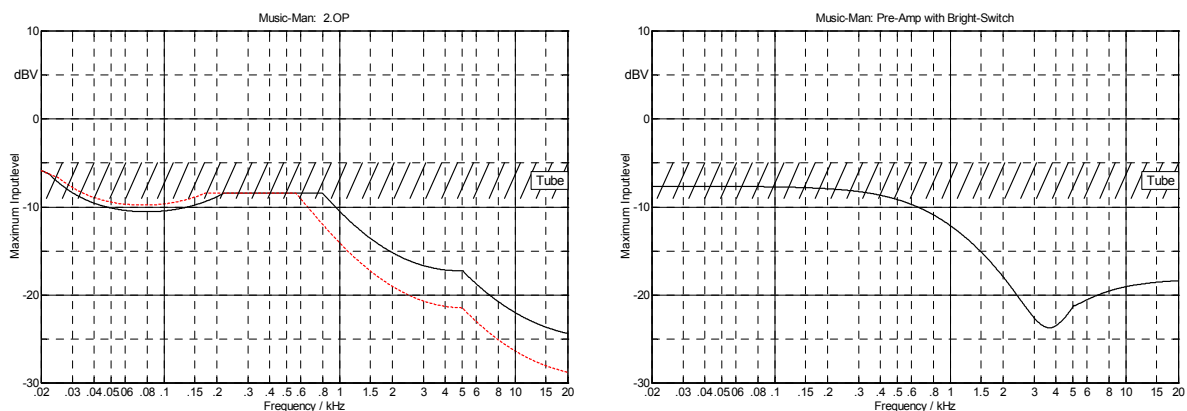 Music-Man: 2.OP
10
dBV
0
-10
-20
-30
Maximum Inputlevel
Tube
.02 .03 .04 .05 .06 .08 .1 .15 .2 .3 .4 .5 .6 .8 1 1.5 2 3 4 5 6 8 10 15 20
Frequency / kHz
Music-Man: Pre-Amp with Bright-Switch
10
dBV
0
-10
-20
-30
Maximum Inputlevel
Tube
.02 .03 .04 .05 .06 .08 .1 .15 .2 .3 .4 .5 .6 .8 1 1.5 2 3 4 5 6 8 10 15 20
Frequency / kHz